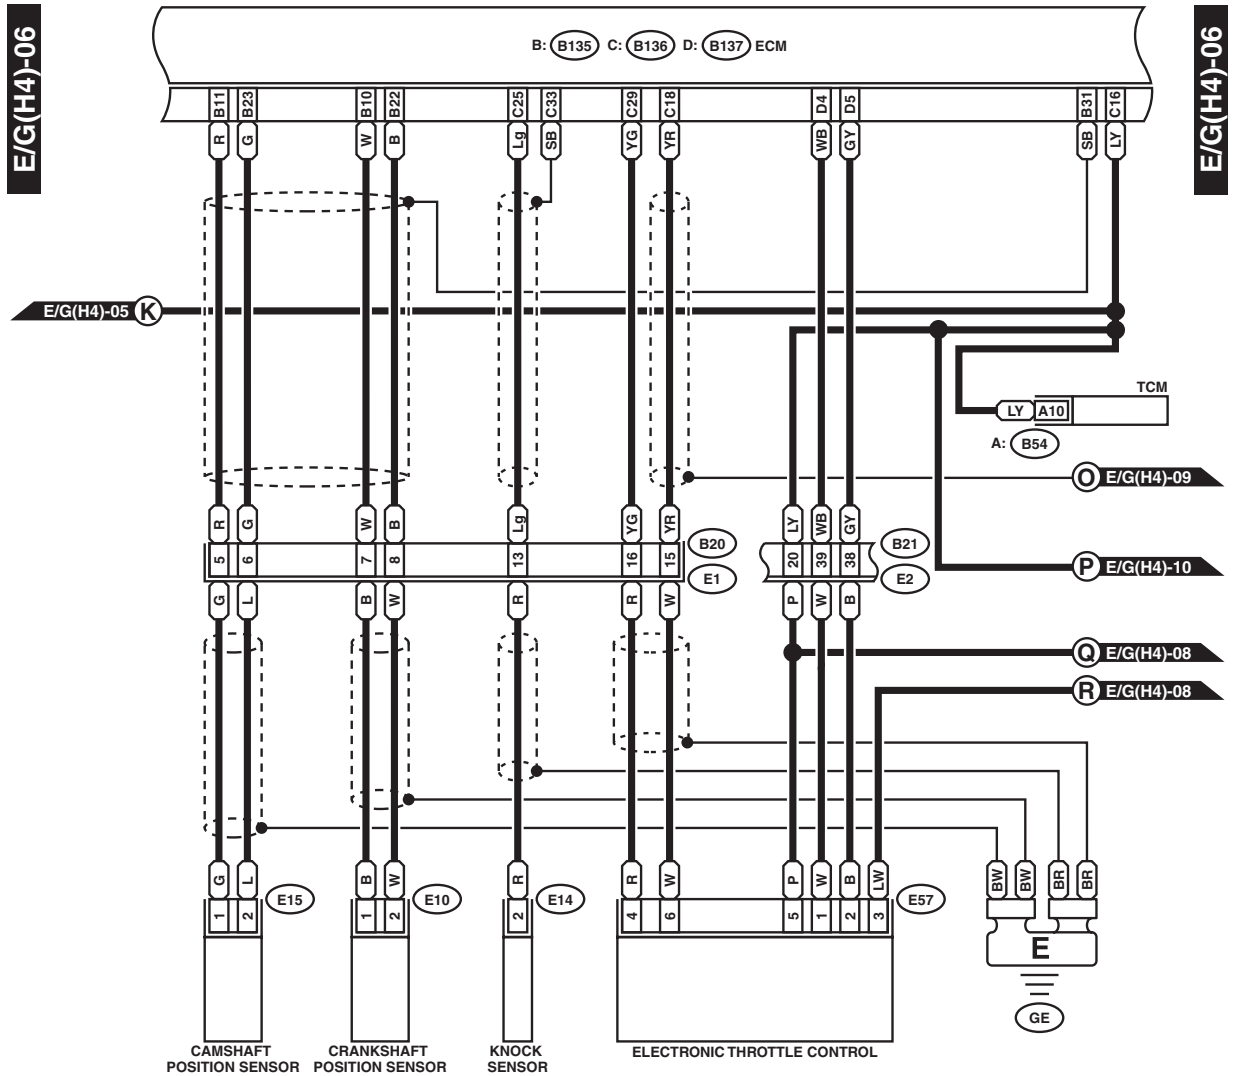 E/G(H4)-06
E/G(H4)-06
B: B135 C: B136 D: B137 ECM
B11 B23 B10 B22 C25 C33 C29 C18 D4 D5 B31 C16
R G W B Lg SB YG YR WB GY SB LY
E/G(H4)-05 K
TCM
LY A10
A: B54
O E/G(H4)-09
R G W B Lg YG YR LY WB GY
B20 B21
5 6 7 8 13 16 15 20 39 38
E1 E2
P E/G(H4)-10
G L B W R R W P W B
Q E/G(H4)-08
R E/G(H4)-08
G L B W R R W P W B LW BW BW BR BR
E15 E10 E14 E57
1 2 1 2 2 4 6 5 1 2 3
E
GE
CAMSHAFT
POSITION SENSOR
CRANKSHAFT
POSITION SENSOR
KNOCK
SENSOR
ELECTRONIC THROTTLE CONTROL